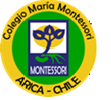 Colegio María Montessori
MONTESSORI
ARICA - CHILE